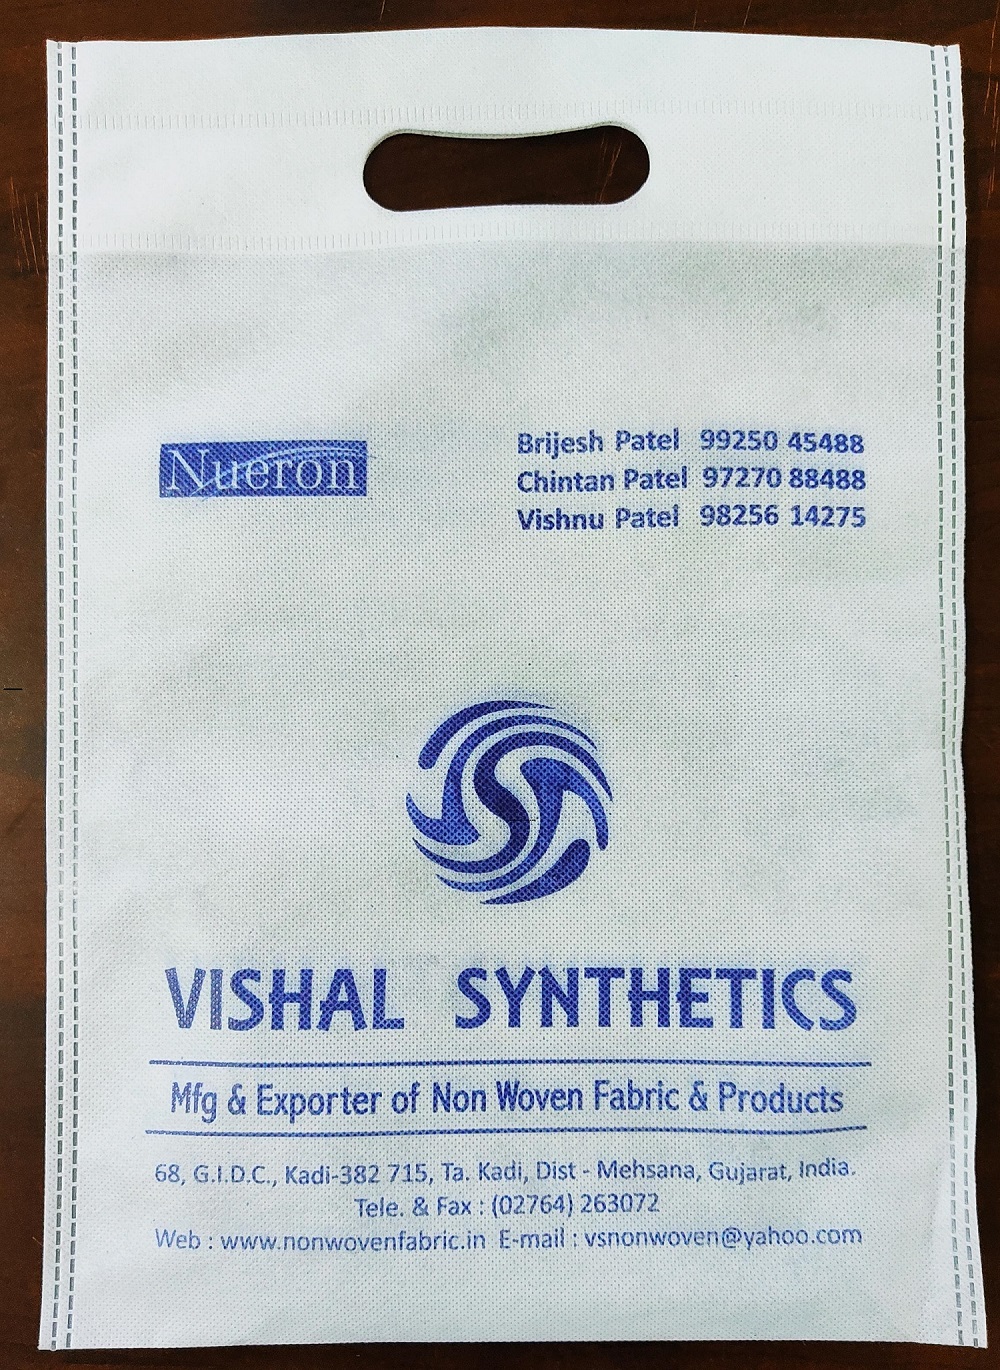 Nueron
Brijesh Patel 99250 45488
Chintan Patel 97270 88488
Vishnu Patel 98256 14275
VISHAL SYNTHETICS
Mfg & Exporter of Non Woven Fabric & Products
68, G.I.D.C., Kadi-382 715, Ta. Kadi, Dist - Mehsana, Gujarat, India.
Tele. & Fax : (02764) 263072
Web : www.nonwovenfabric.in E-mail : vsnonwoven@yahoo.com